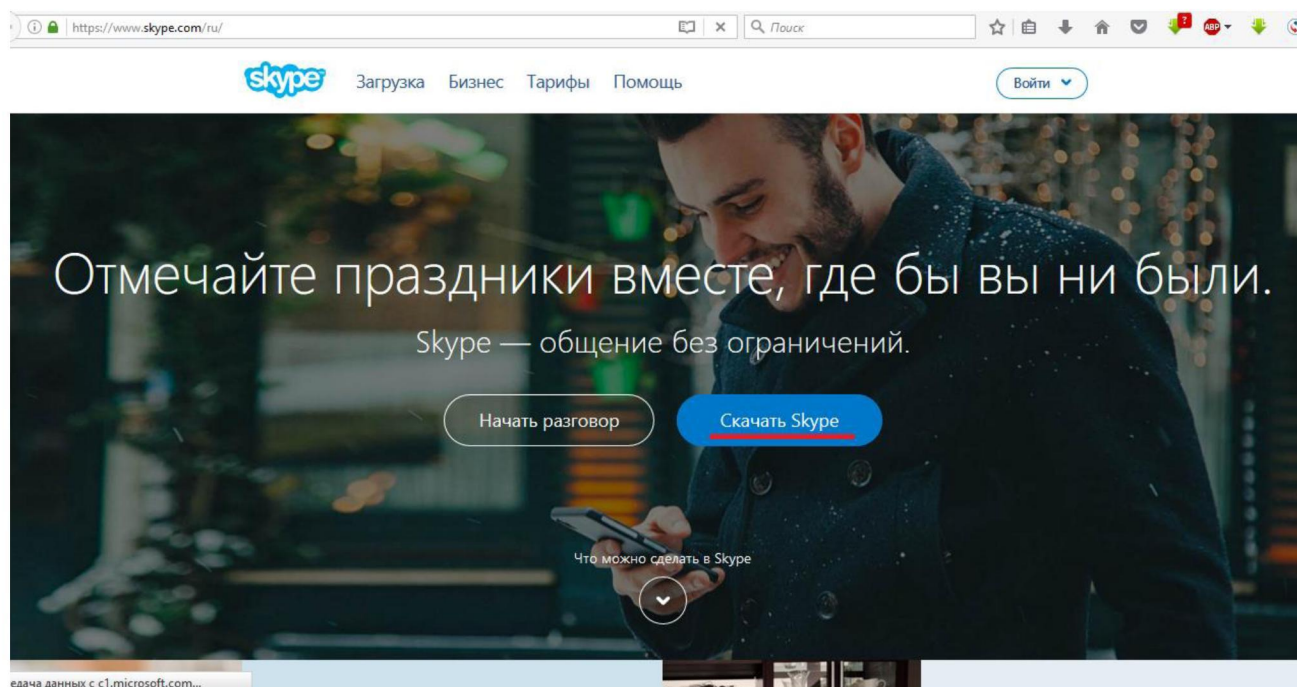 https://www.skype.com/ru/
Поиск
ABP
skype
Загрузка Бизнес Тарифы Помощь
Войти
Отмечайте праздники вместе, где бы вы ни были.
Skype — общение без ограничений.
Начать разговор
Скачать Skype
Что можно сделать в Skype
едача данных с c1.microsoft.com...